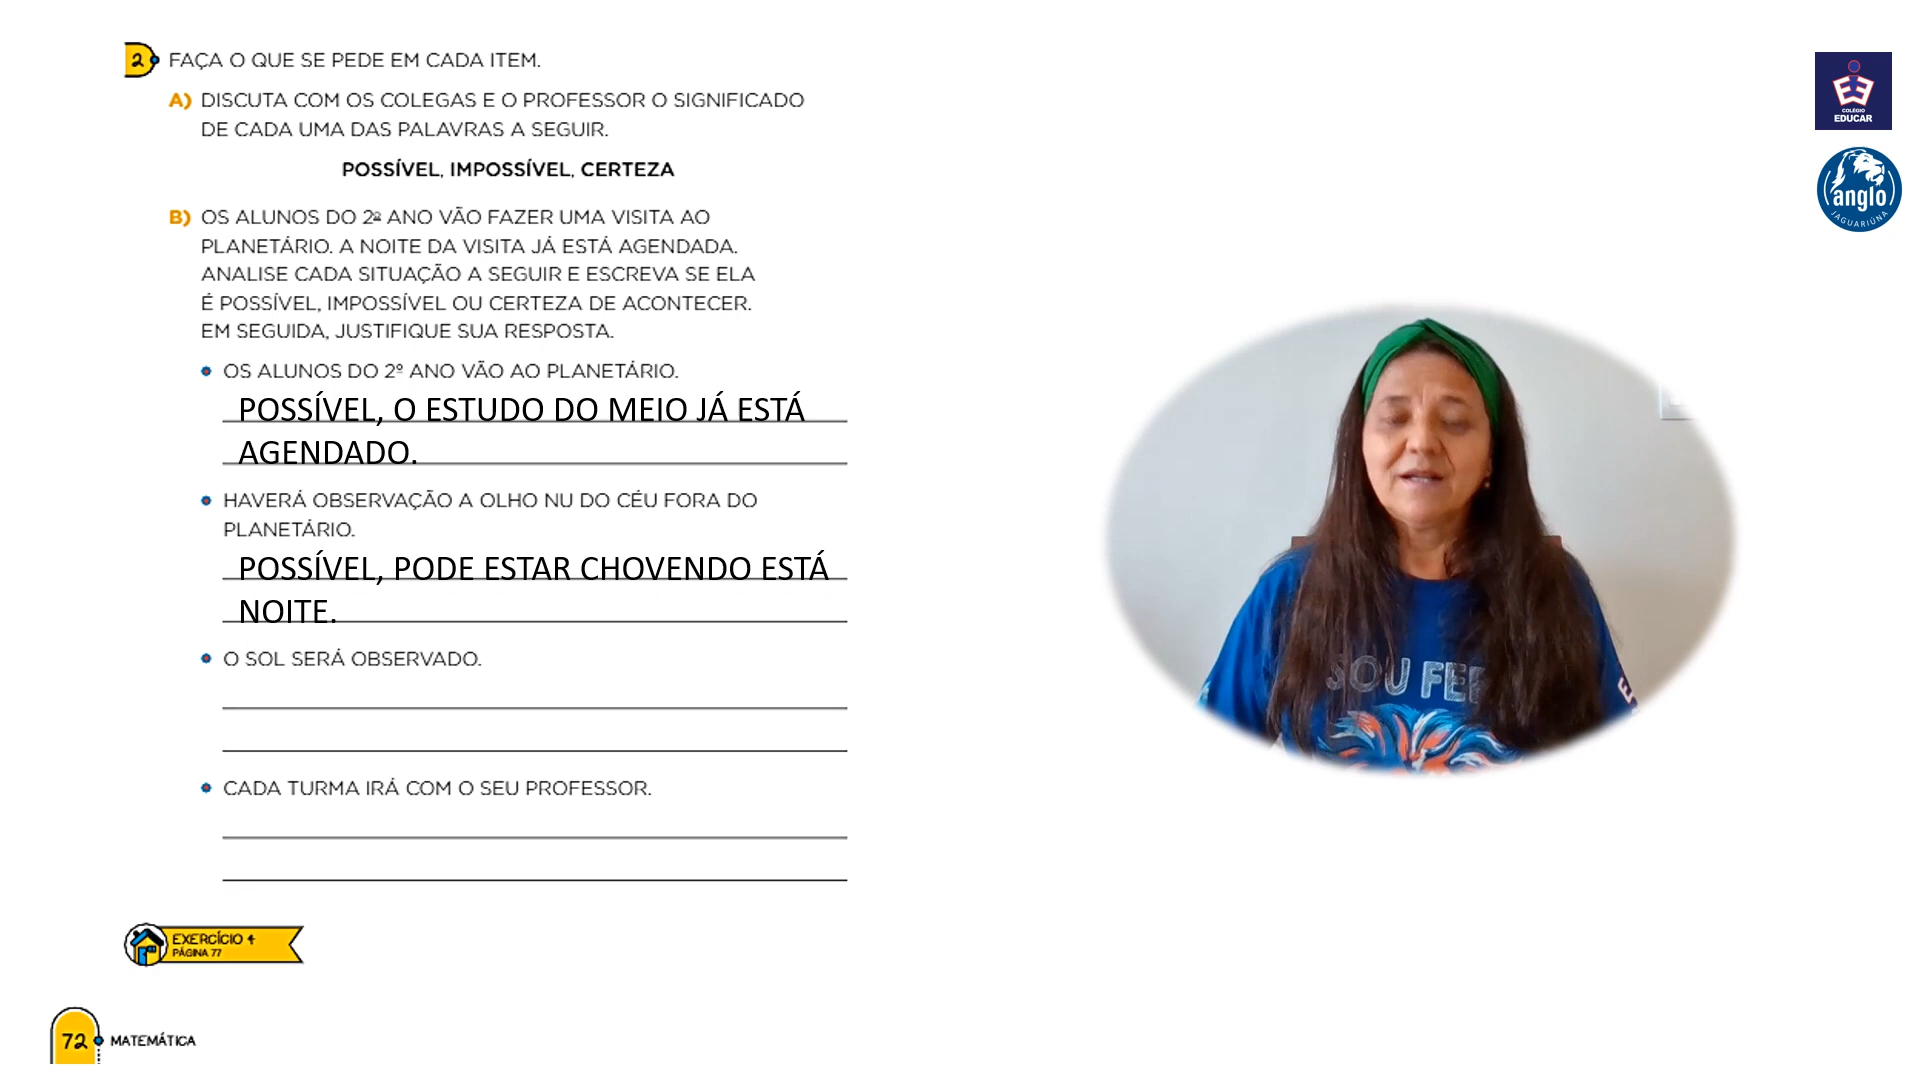 2 FAÇA O QUE SE PEDE EM CADA ITEM.
A) DISCUTA COM OS COLEGAS E O PROFESSOR O SIGNIFICADO
DE CADA UMA DAS PALAVRAS A SEGUIR.
POSSÍVEL, IMPOSSÍVEL, CERTEZA
B) OS ALUNOS DO 2º ANO VÃO FAZER UMA VISITA AO
PLANETÁRIO. A NOITE DA VISITA JÁ ESTÁ AGENDADA.
ANALISE CADA SITUAÇÃO A SEGUIR E ESCREVA SE ELA
É POSSÍVEL, IMPOSSÍVEL OU CERTEZA DE ACONTECER.
EM SEGUIDA, JUSTIFIQUE SUA RESPOSTA.
OS ALUNOS DO 2º ANO VÃO AO PLANETÁRIO.
POSSÍVEL, O ESTUDO DO MEIO JÁ ESTÁ
AGENDADO.
HAVERÁ OBSERVAÇÃO A OLHO NU DO CÉU FORA DO
PLANETÁRIO.
POSSÍVEL, PODE ESTAR CHOVENDO ESTÁ
NOITE.
O SOL SERÁ OBSERVADO.
CADA TURMA IRÁ COM O SEU PROFESSOR.
EXERCÍCIO 4
PÁGINA 77
72 MATEMÁTICA
COLÉGIO
EDUCAR
anglo
JAGUARIÚNA
SOU